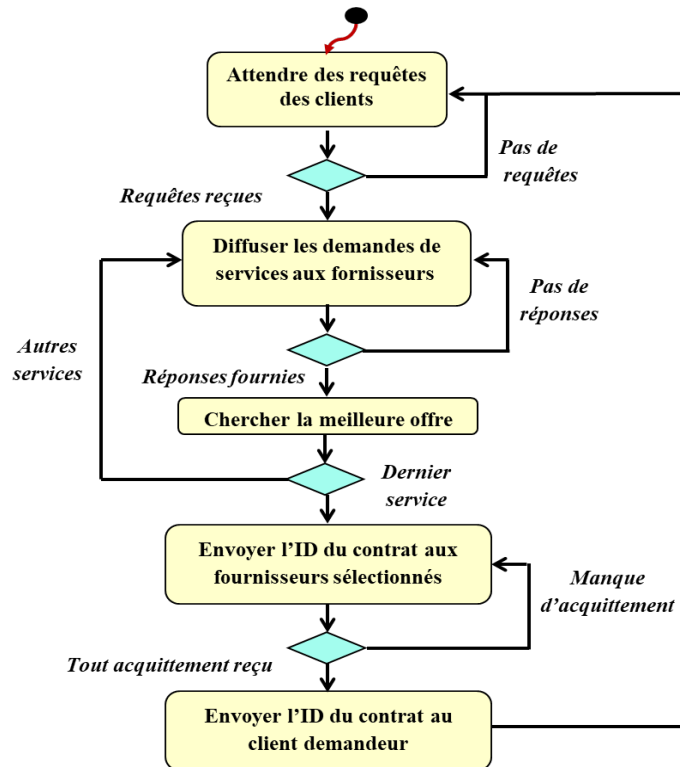 Attendre des requêtes
des clients
Pas de
requêtes
Requêtes reçues
Diffuser les demandes de
services aux fornisseurs
Pas de
réponses
Autres
services
Réponses fournies
Chercher la meilleure offre
Dernier
service
Envoyer l’ID du contrat aux
fournisseurs sélectionnés
Manque
d’acquittement
Tout acquittement reçu
Envoyer l’ID du contrat au
client demandeur